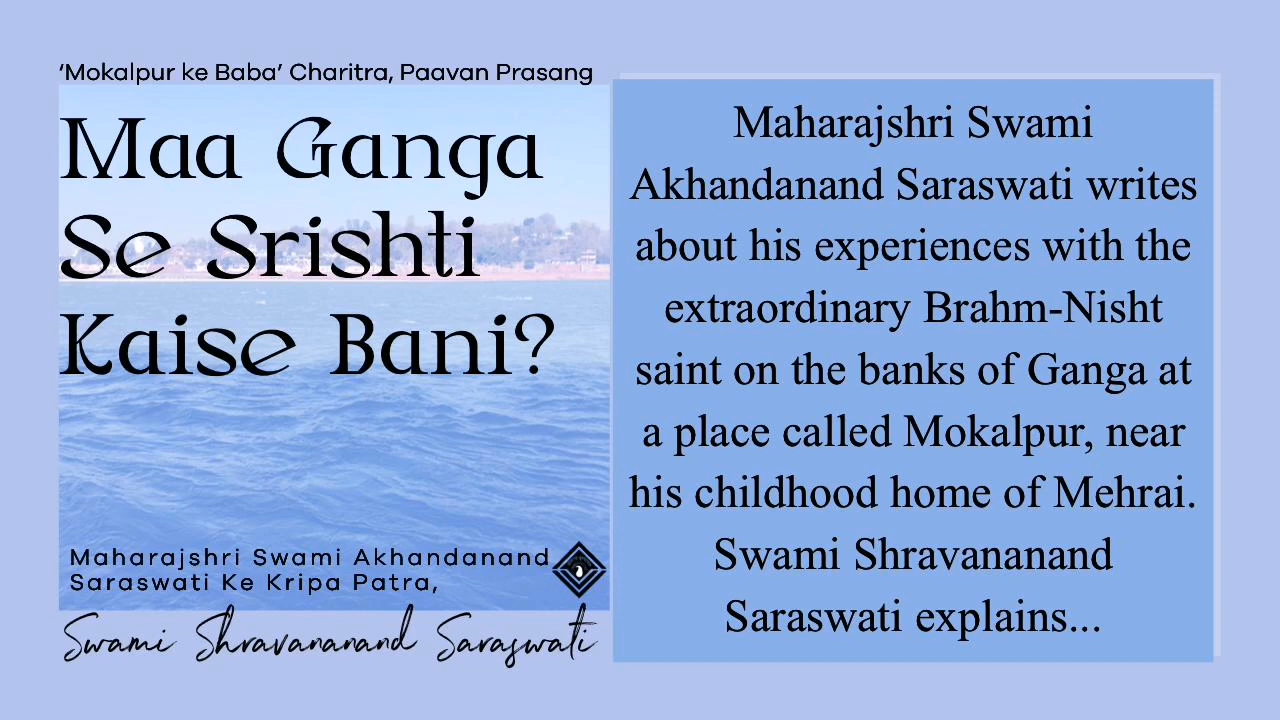 ‘Mokalpur ke Baba’ Charitra, Paavan Prasang
Maa Ganga
Se Srishti
Kaise Bani?
Maharajshri Swami Akhandanand
Saraswati Ke Kripa Patra,
Swami Shravananand Saraswati
Maharajshri Swami
Akhandanand Saraswati writes
about his experiences with the
extraordinary Brahm-Nisht
saint on the banks of Ganga at
a place called Mokalpur, near
his childhood home of Mehrai.
Swami Shravananand
Saraswati explains...